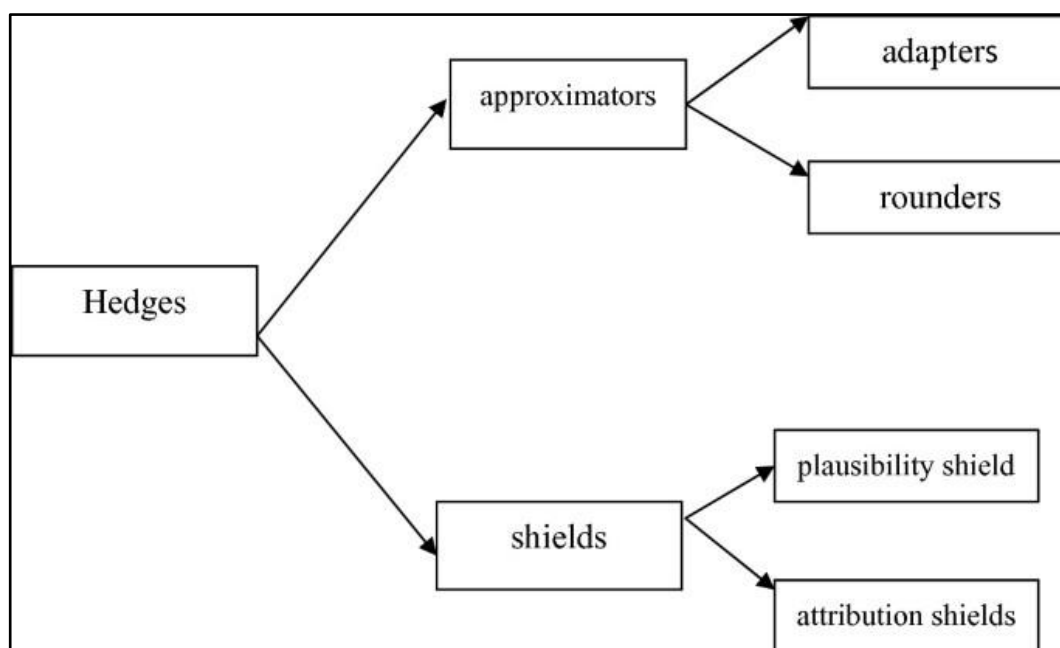 adapters
approximators
rounders
Hedges
plausibility shield
shields
attribution shields